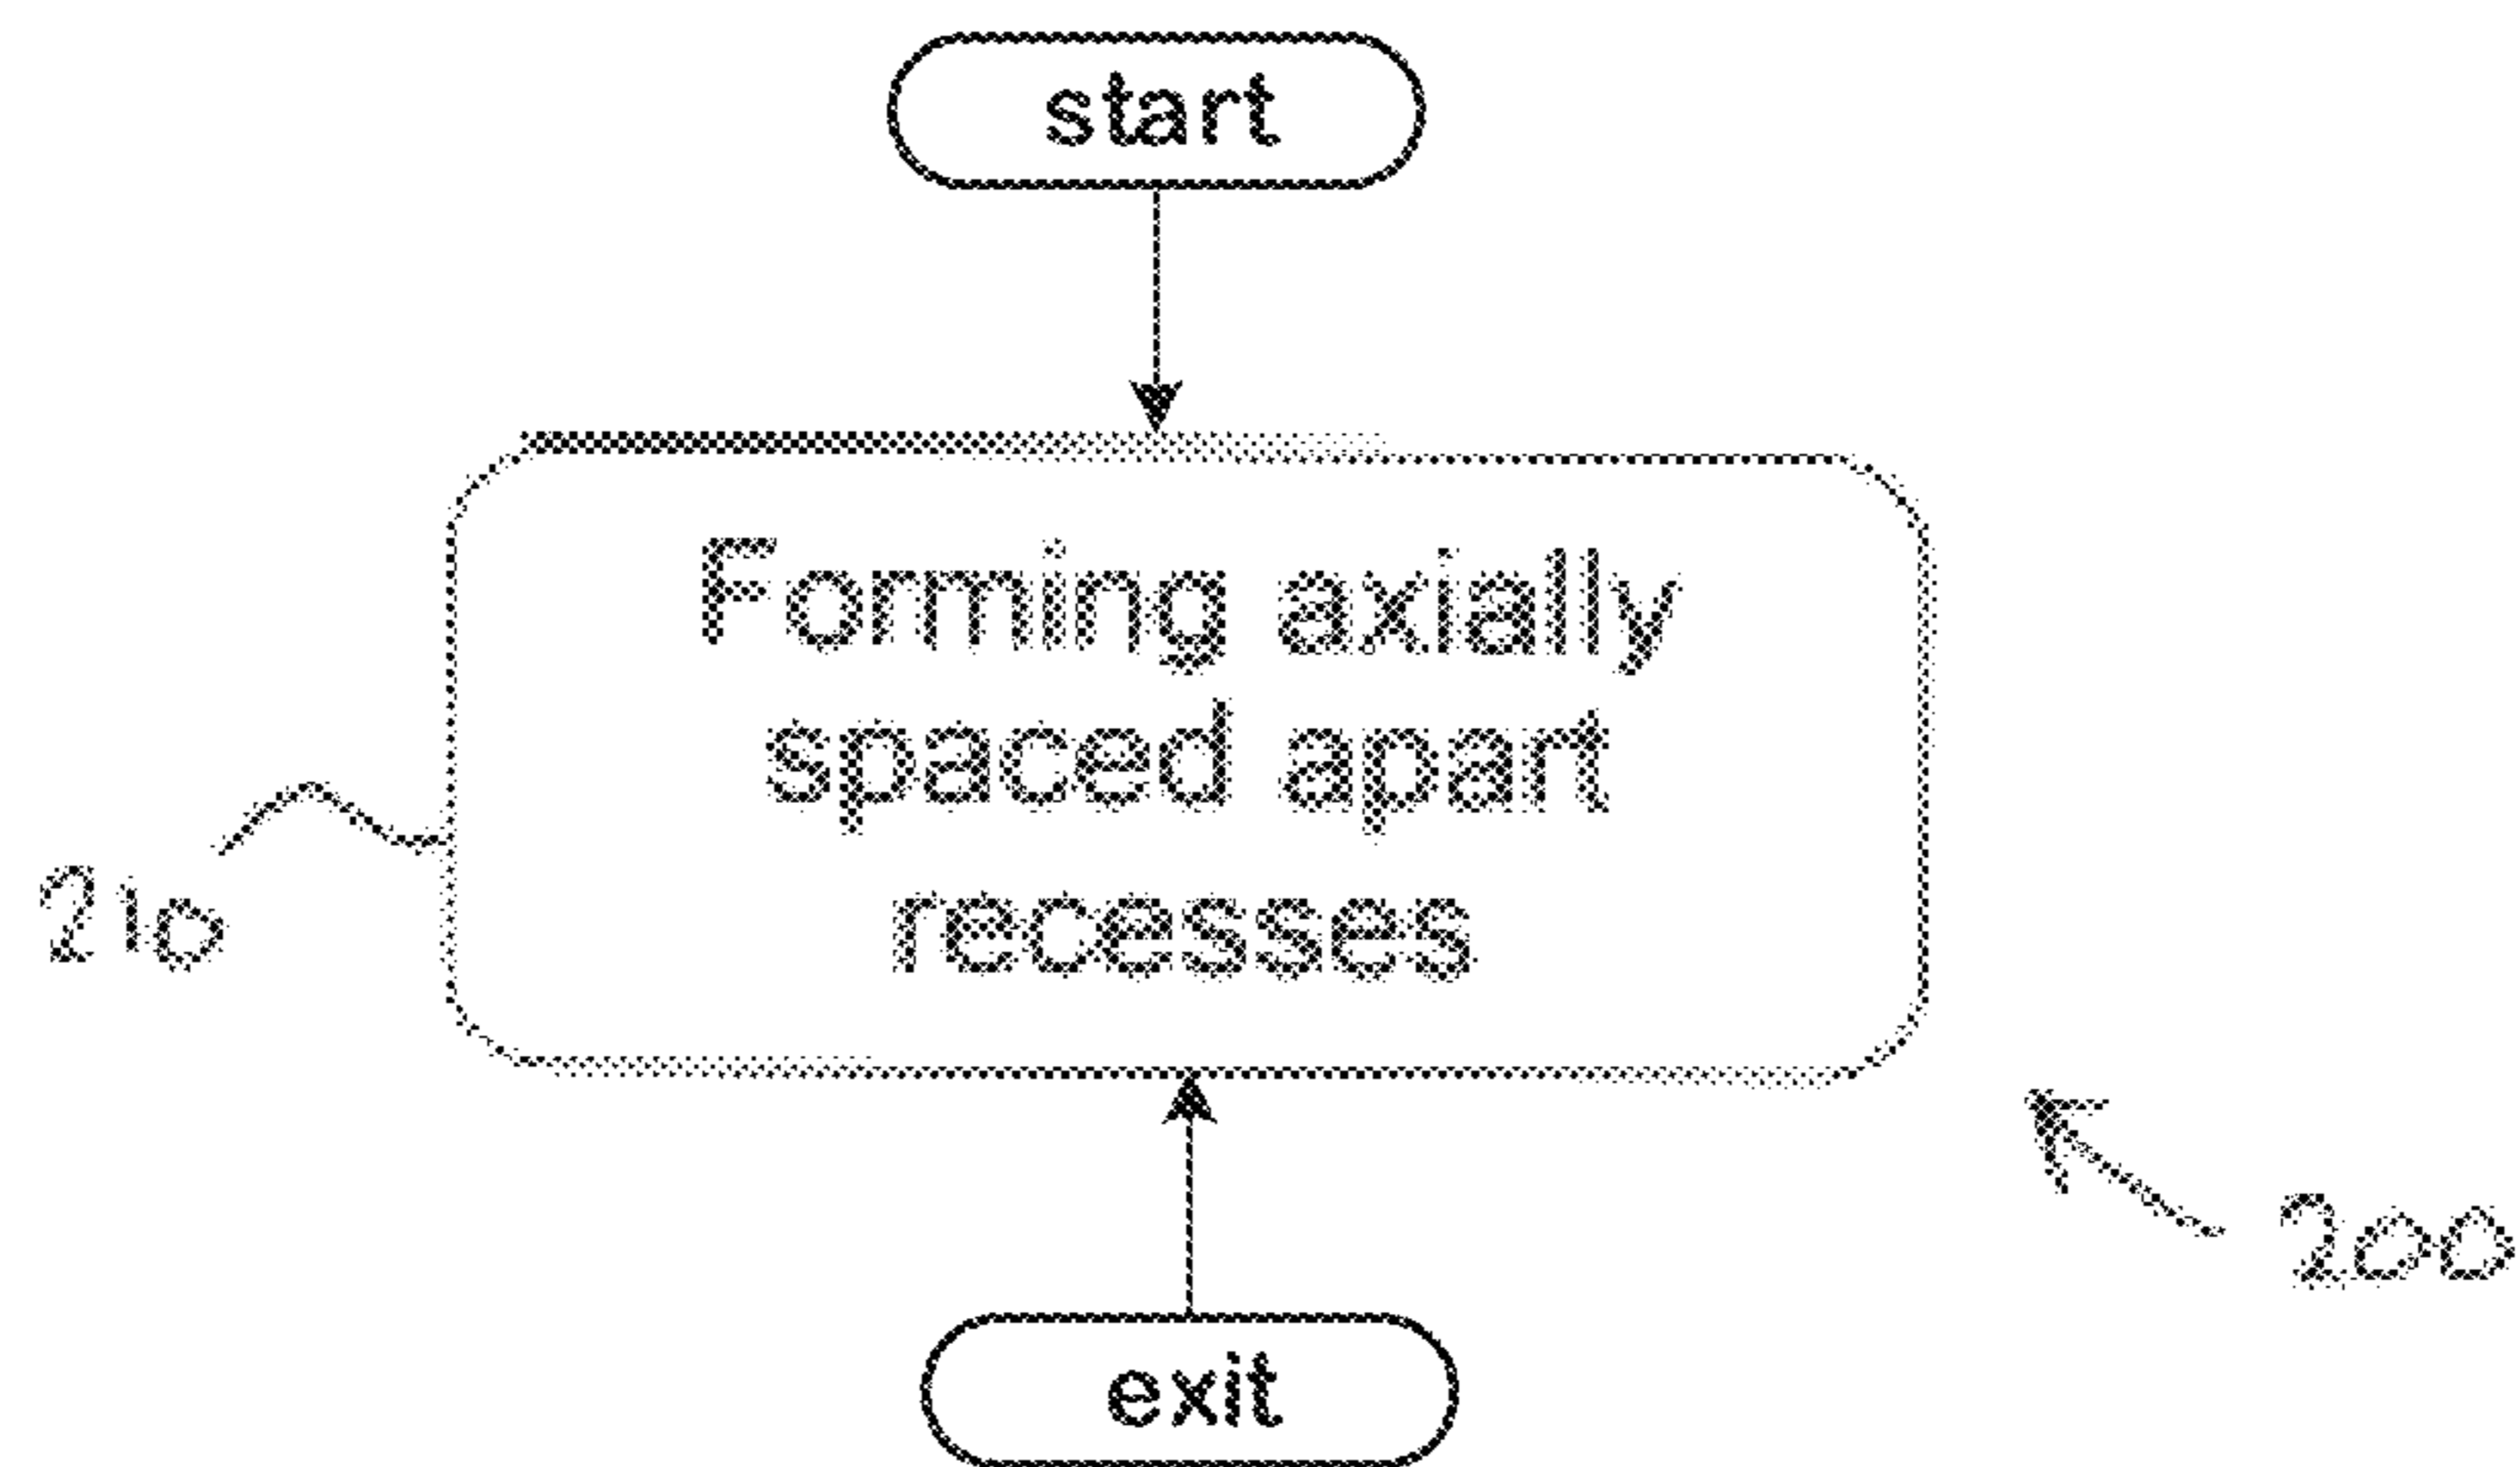 start
Forming axially
spaced apart
210
recesses
200
exit